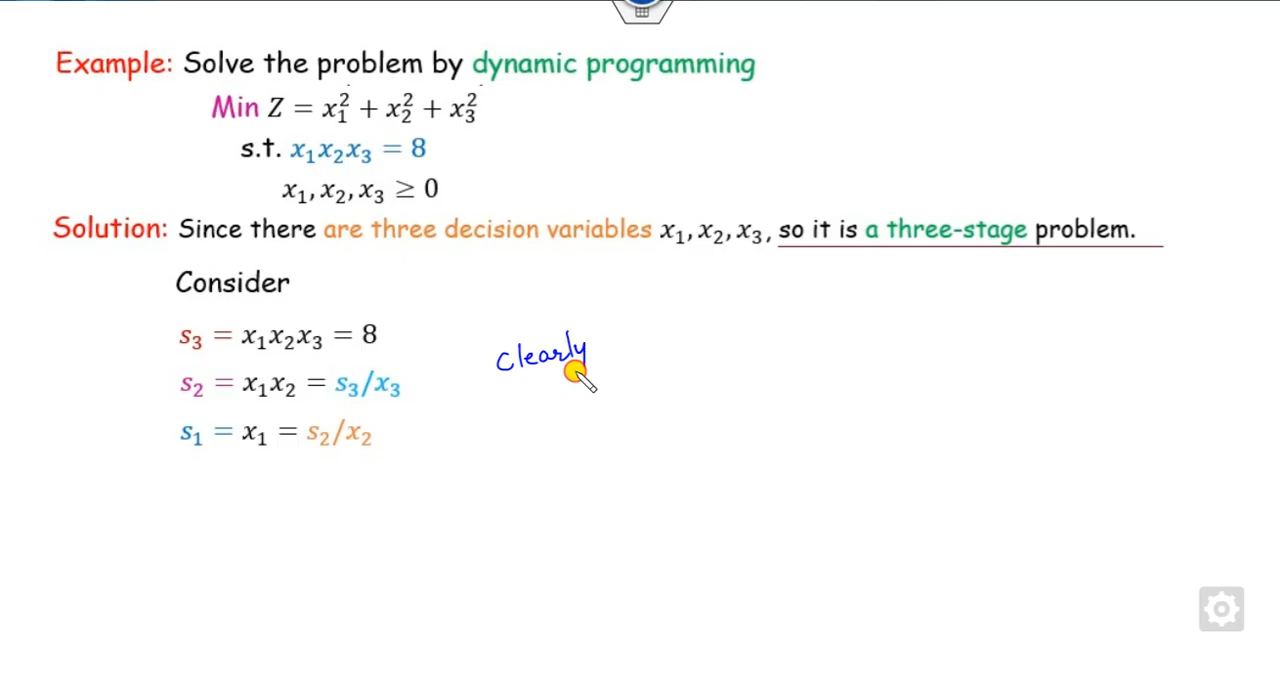 Example: Solve the problem by dynamic programming
Min Z = x₁² + x₂² + x₃²
s.t. x₁x₂x₃ = 8
x₁, x₂, x₃ ≥ 0
Solution: Since there are three decision variables x₁, x₂, x₃, so it is a three-stage problem.
Consider
s₃ = x₁x₂x₃ = 8
clearly
s₂ = x₁x₂ = s₃/x₃
s₁ = x₁ = s₂/x₂